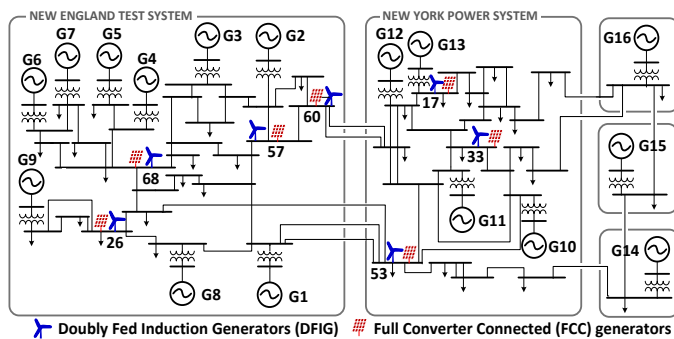 NEW ENGLAND TEST SYSTEM
NEW YORK POWER SYSTEM
G7
G5
G3
G2
G12
G13
G16
G6
G4
17
60
57
33
G15
G9
68
26
G11
G10
G14
53
G8
G1
Doubly Fed Induction Generators (DFIG)
Full Converter Connected (FCC) generators